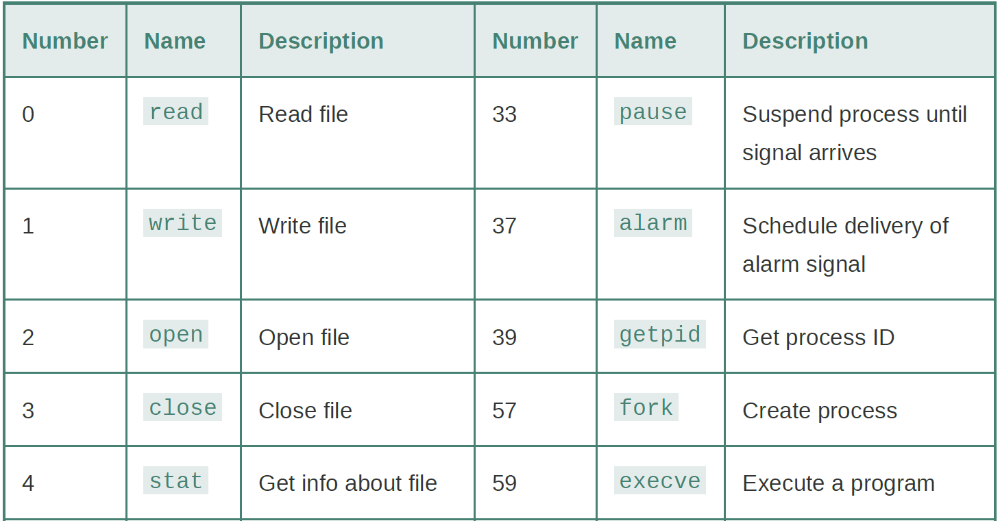 Number Name Description Number Name Description
0 read Read file 33 pause Suspend process until
signal arrives
1 write Write file 37 alarm Schedule delivery of
alarm signal
2 open Open file 39 getpid Get process ID
3 close Close file 57 fork Create process
4 stat Get info about file 59 execve Execute a program